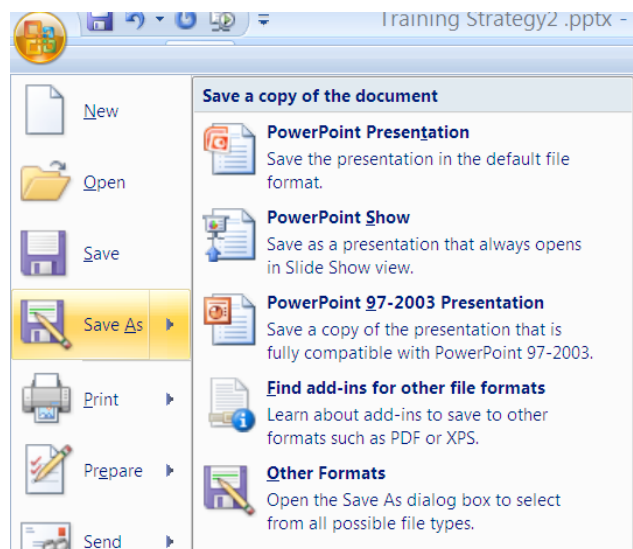 Training Strategy2 .pptx -
New
Open
Save
Save As
Print
Prepare
Send
Save a copy of the document
PowerPoint Presentation
Save the presentation in the default file
format.
PowerPoint Show
Save as a presentation that always opens
in Slide Show view.
PowerPoint 97-2003 Presentation
Save a copy of the presentation that is
fully compatible with PowerPoint 97-2003.
Find add-ins for other file formats
Learn about add-ins to save to other
formats such as PDF or XPS.
Other Formats
Open the Save As dialog box to select
from all possible file types.